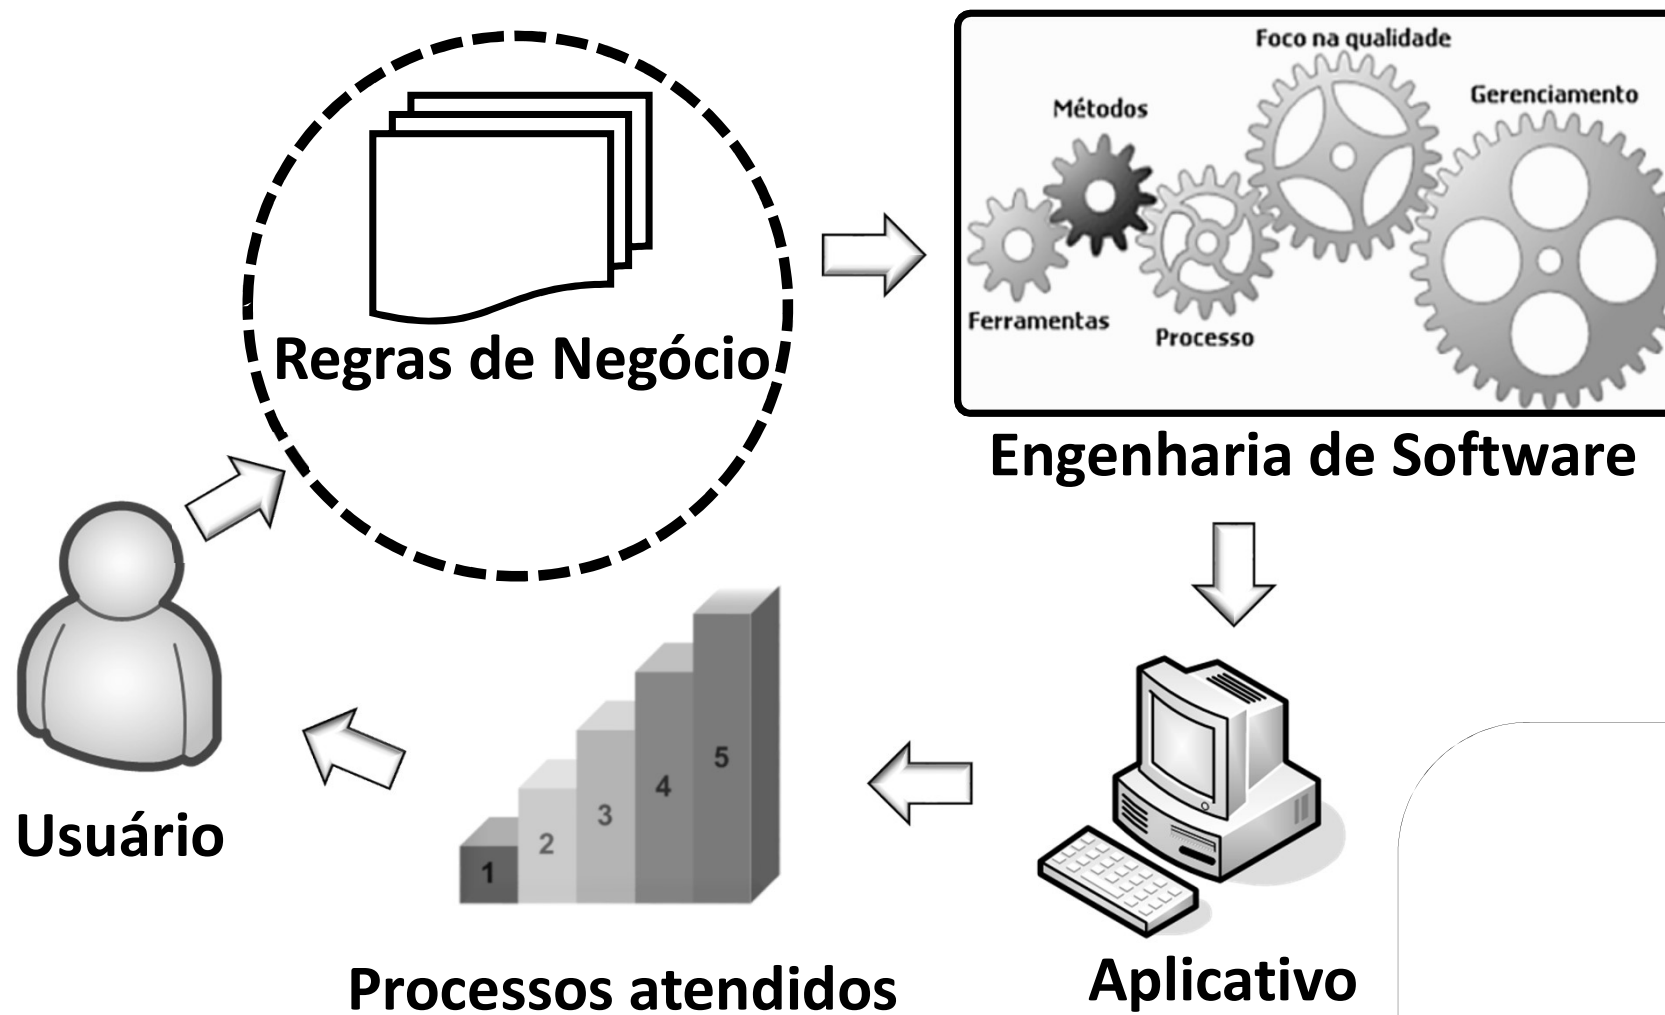 Foco na qualidade
Gerenciamento
Métodos
Ferramentas
Processo
Regras de Negócio
Engenharia de Software
Usuário
1
2
3
4
5
Processos atendidos
Aplicativo